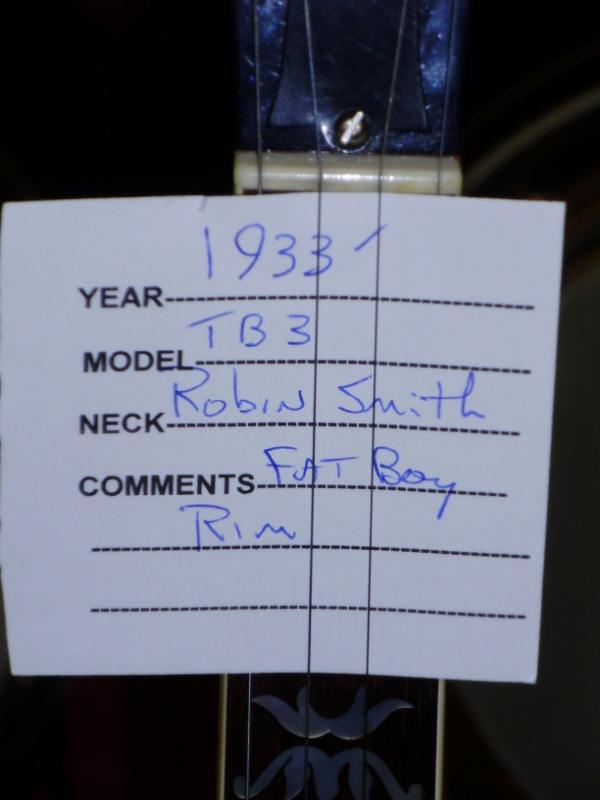 YEAR 1933
MODEL TB3
NECK Robin Smith
COMMENTS FAT Boy
Rim